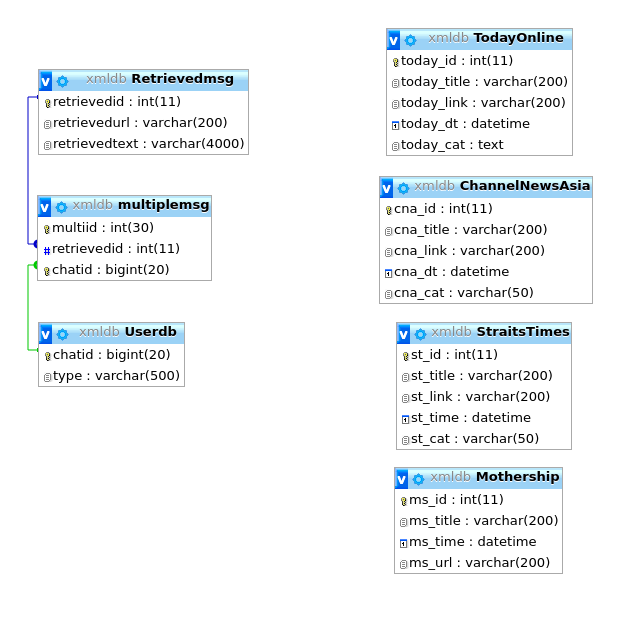 xmldb Retrievedmsg
retrievedid : int(11)
retrievedurl : varchar(200)
retrievedtext : varchar(4000)
xmldb multiplemsg
multiid : int(30)
# retrievedid : int(11)
chatid : bigint(20)
xmldb Userdb
chatid : bigint(20)
type : varchar(500)
xmldb TodayOnline
today_id : int(11)
today_title : varchar(200)
today_link : varchar(200)
today_dt : datetime
today_cat : text
xmldb ChannelNewsAsia
cna_id : int(11)
cna_title : varchar(200)
cna_link : varchar(200)
cna_dt : datetime
cna_cat : varchar(50)
xmldb StraitsTimes
st_id : int(11)
st_title : varchar(200)
st_link : varchar(200)
st_time : datetime
st_cat : varchar(50)
xmldb Mothership
ms_id : int(11)
ms_title : varchar(200)
ms_time : datetime
ms_url : varchar(200)